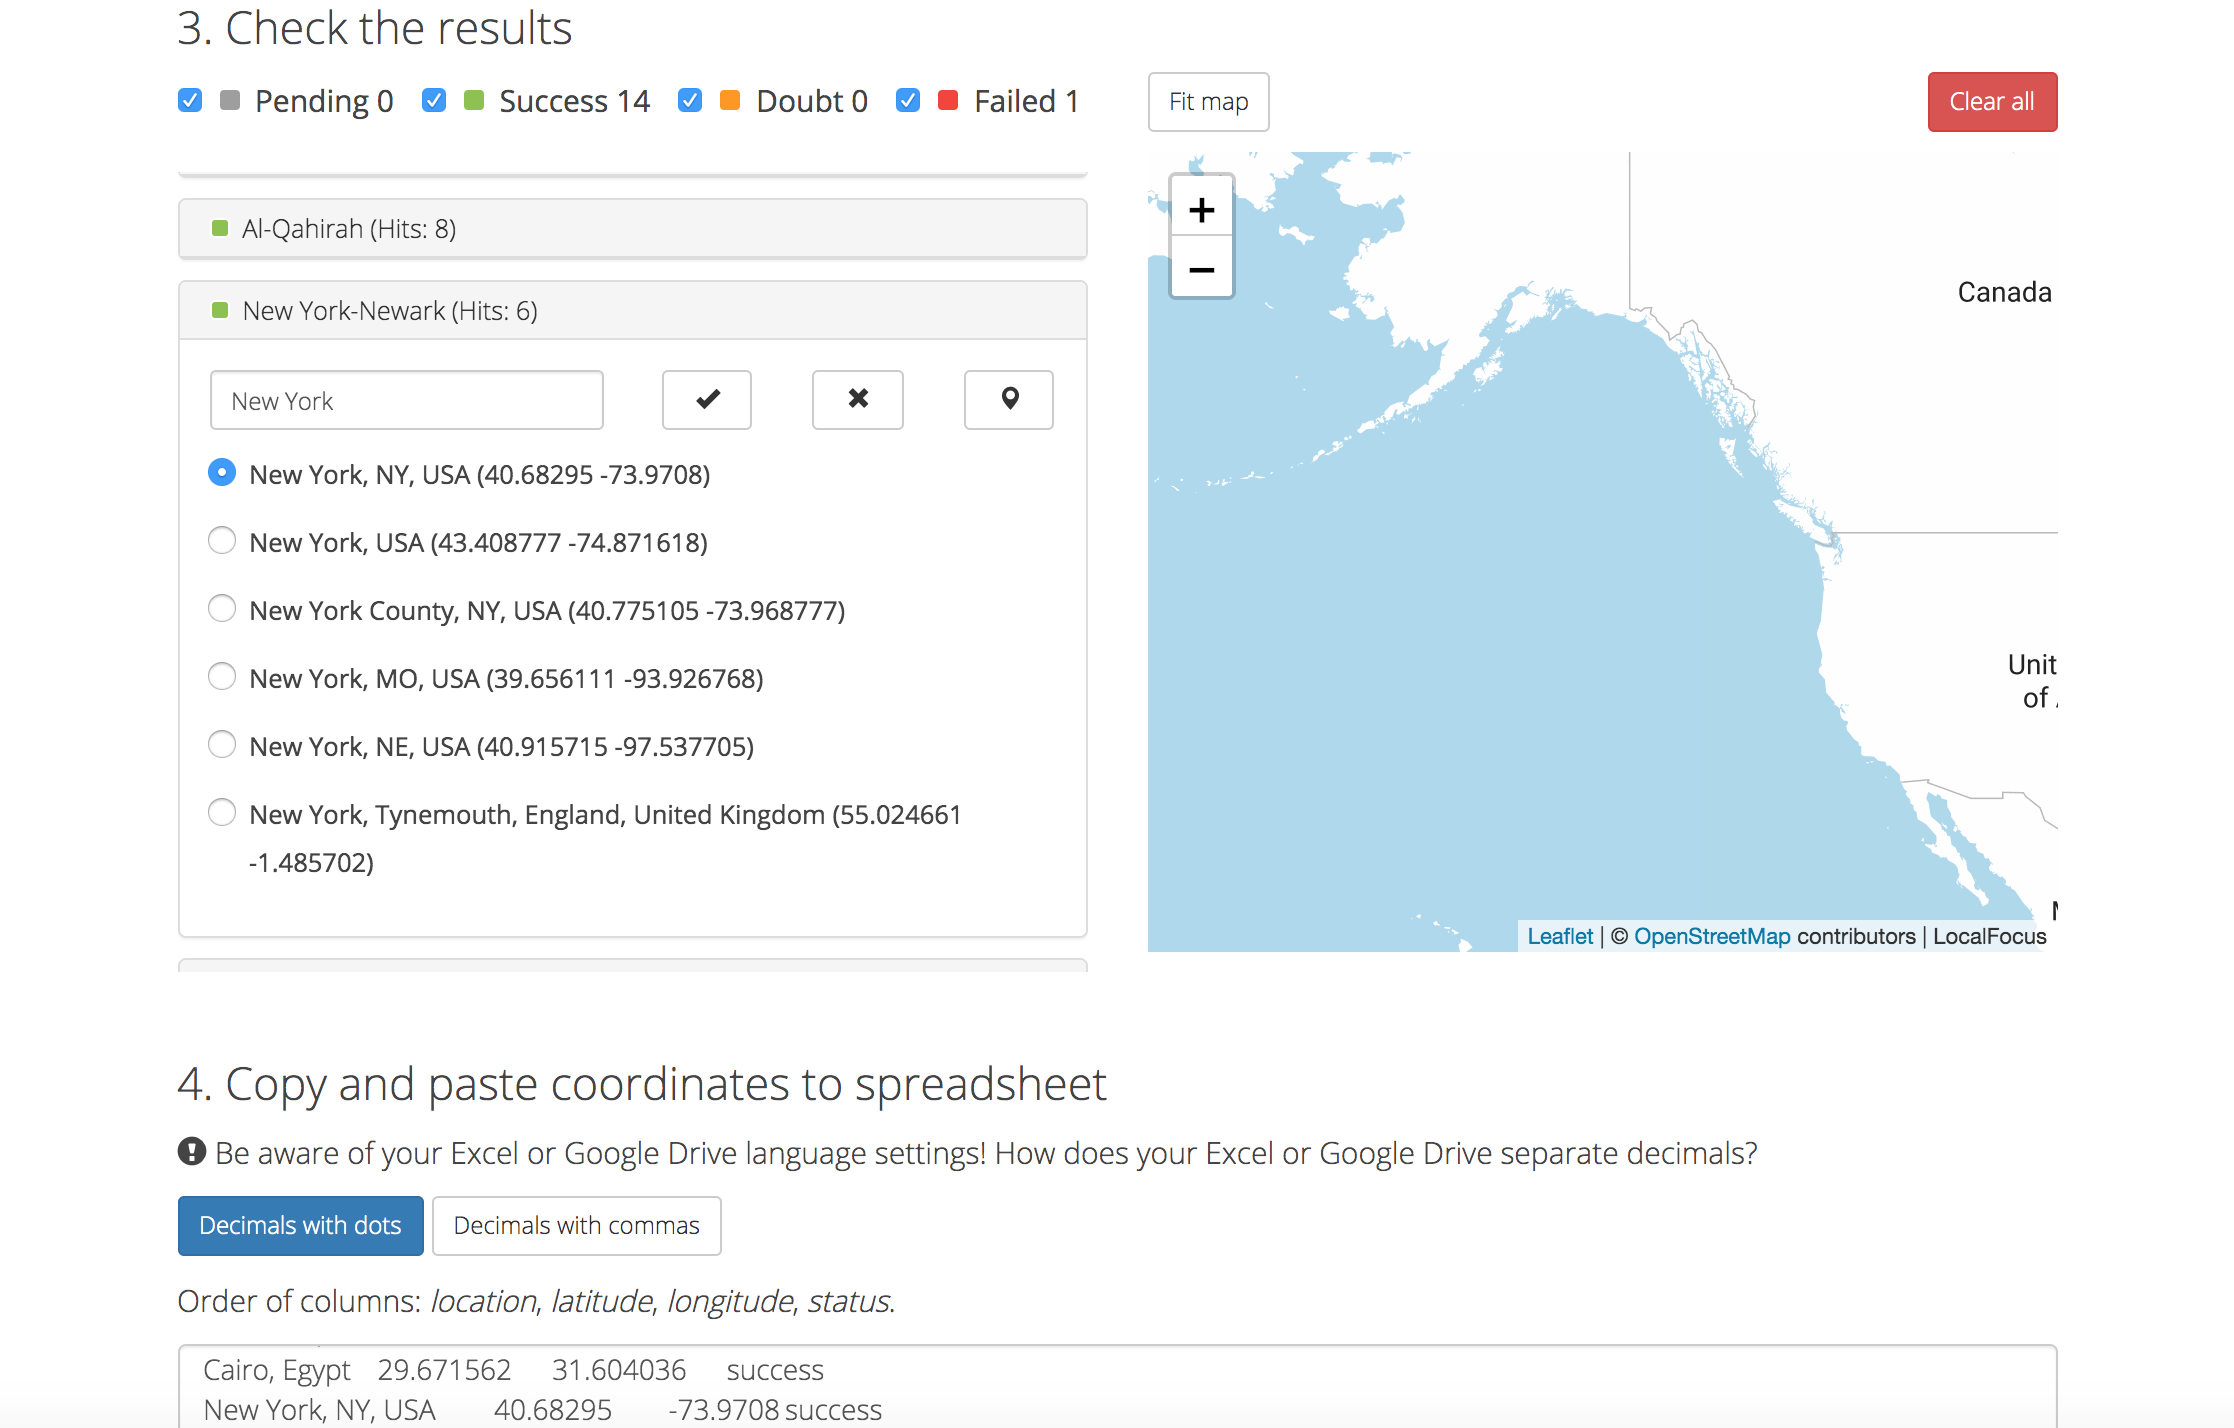 3. Check the results
Pending 0 Success 14 Doubt 0 Failed 1
Fit map
Clear all
Al-Qahirah (Hits: 8)
New York-Newark (Hits: 6)
New York
New York, NY, USA (40.68295 -73.9708)
New York, USA (43.408777 -74.871618)
New York County, NY, USA (40.775105 -73.968777)
New York, MO, USA (39.656111 -93.926768)
New York, NE, USA (40.915715 -97.537705)
New York, Tynemouth, England, United Kingdom (55.024661
-1.485702)
+
−
Canada
Unit
of
Leaflet | © OpenStreetMap contributors | LocalFocus
4. Copy and paste coordinates to spreadsheet
Be aware of your Excel or Google Drive language settings! How does your Excel or Google Drive separate decimals?
Decimals with dots
Decimals with commas
Order of columns: location, latitude, longitude, status.
Cairo, Egypt 29.671562 31.604036 success
New York, NY, USA 40.68295 -73.9708 success